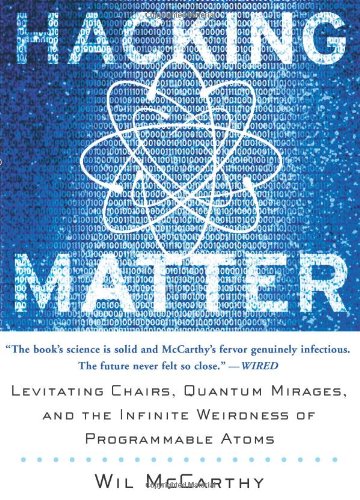 HACKING
MATTER
“The book’s science is solid and McCarthy’s fervor genuinely infectious.
The future never felt so close.” —WIRED
Levitating Chairs, Quantum Mirages,
and the Infinite Weirdness of
Programmable Atoms
Wil McCarthy